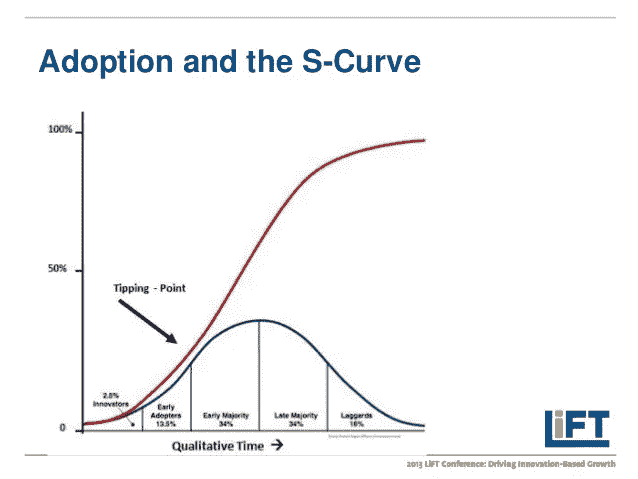 Adoption and the S-Curve
100%
50%
Tipping - Point
2.5%
Innovators
Early
Adopters
13.5%
Early Majority
34%
Late Majority
34%
Laggards
16%
0
Qualitative Time →
LiFT
2013 LiFT Conference: Driving Innovation-Based Growth